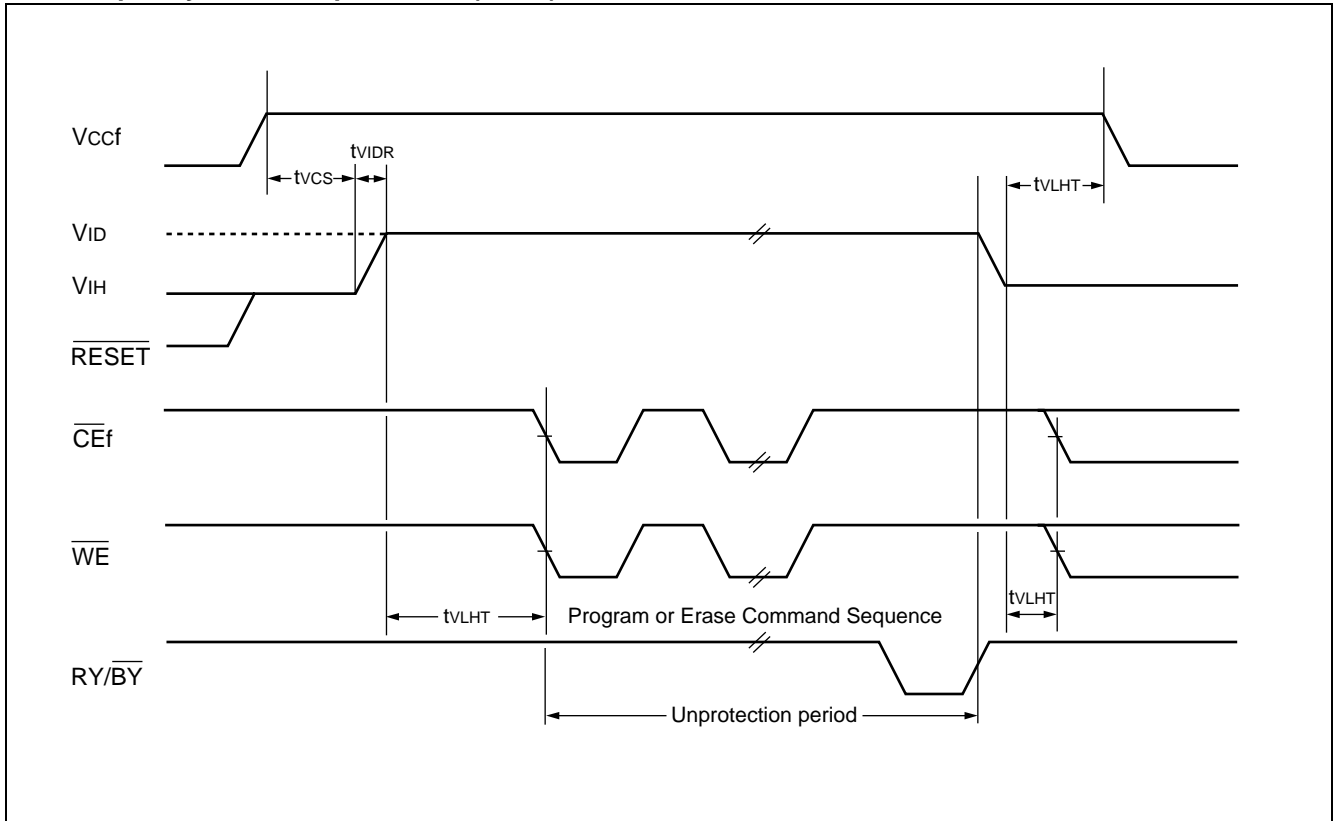 Vccf
tVIDR
tVCS
tVLHT
VID
VIH
RESET
CEf
WE
tVLHT
Program or Erase Command Sequence
tVLHT
RY/BY
Unprotection period